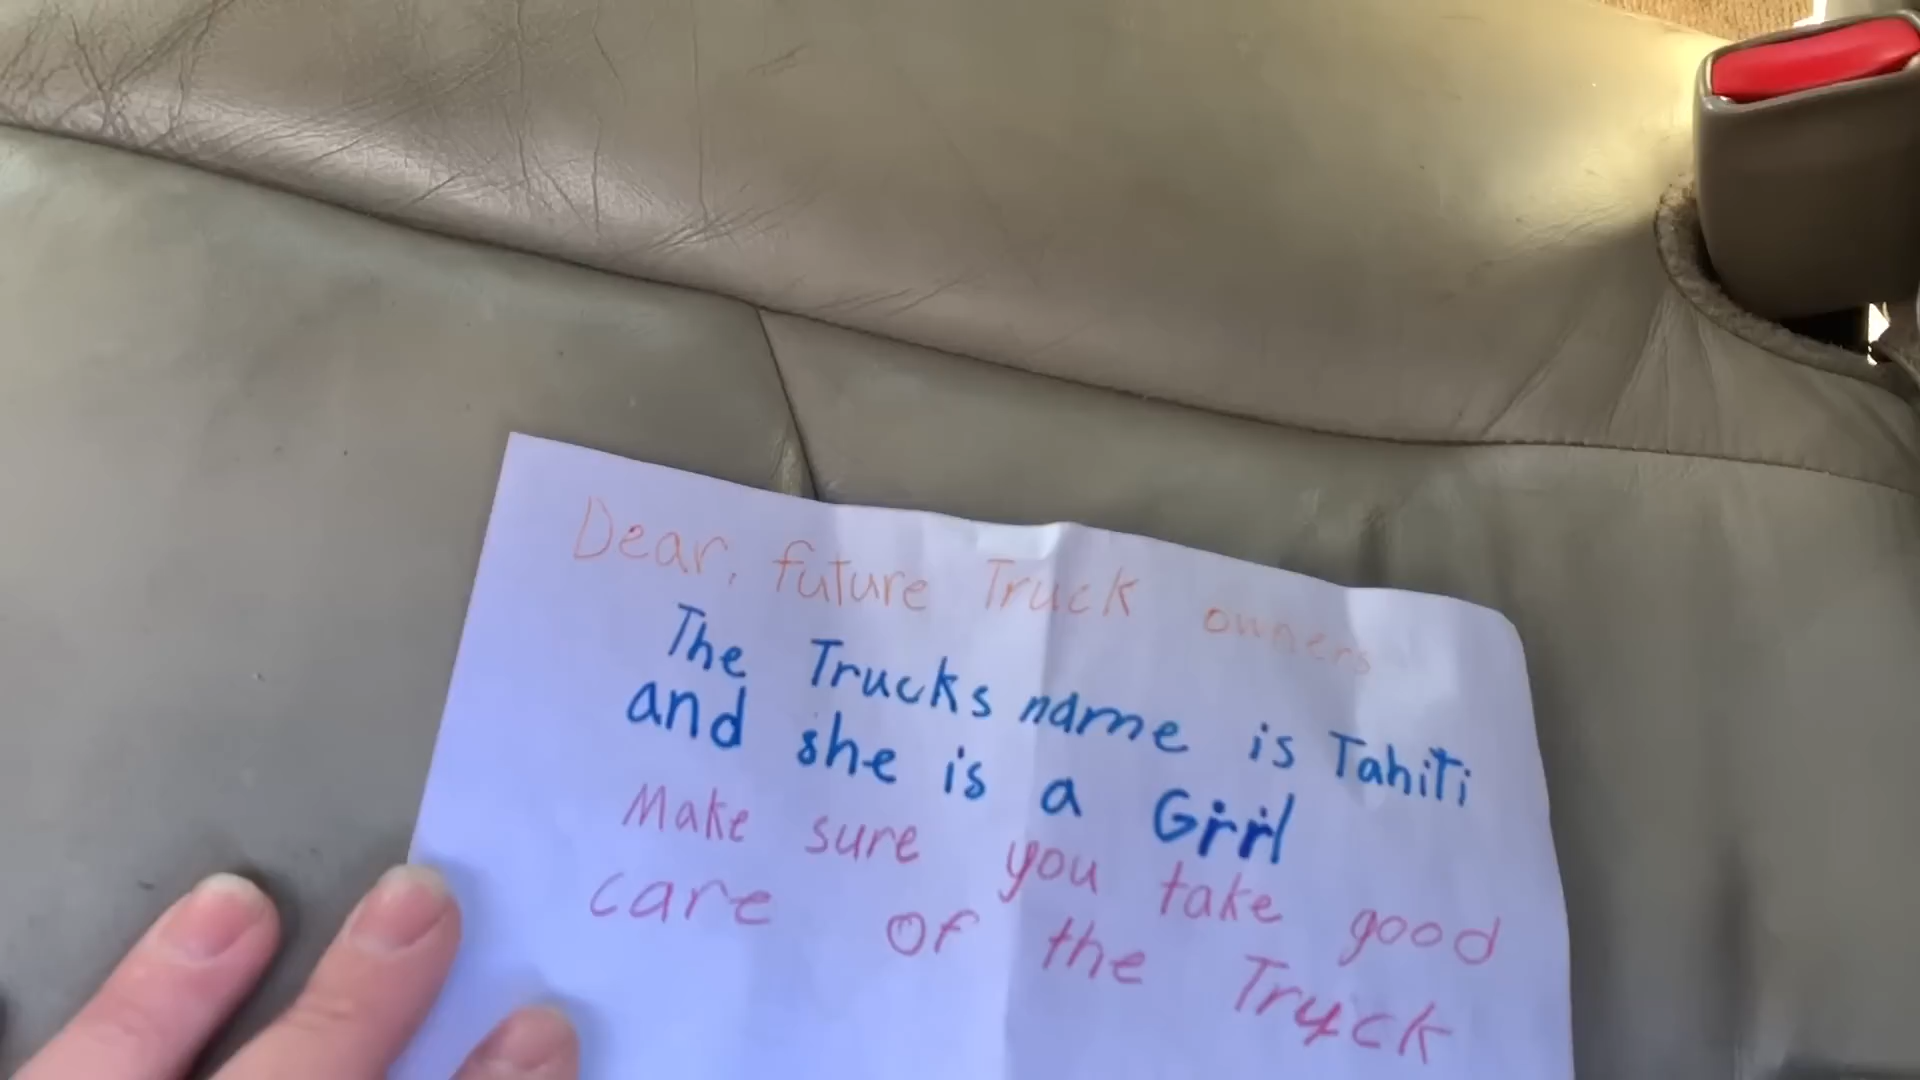 Dear, future Truck owners
The Trucks name is Tahiti
and she is a Girl
Make sure you take good
care of the Truck